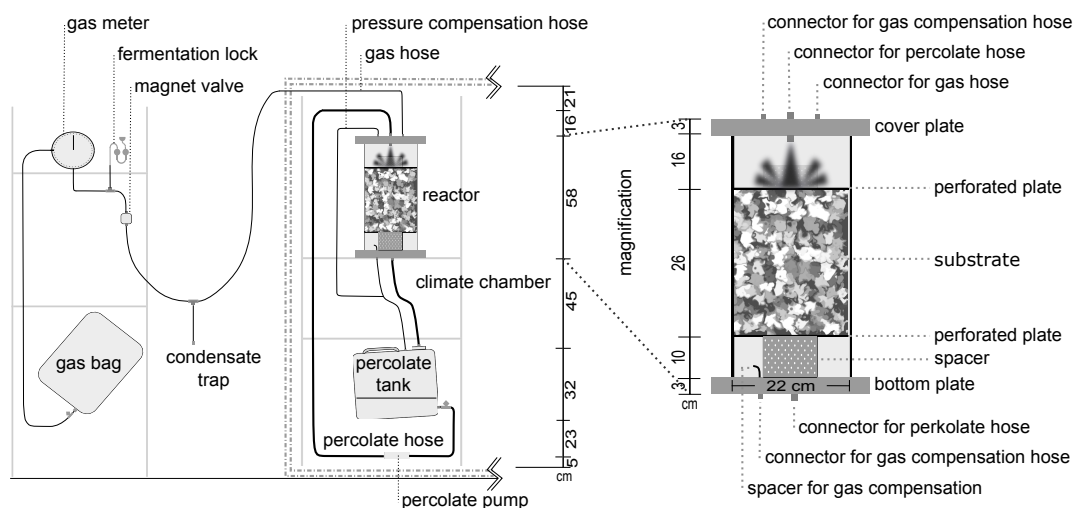 gas meter
fermentation lock
magnet valve
pressure compensation hose
gas hose
reactor
climate chamber
gas bag
condensate
trap
percolate
tank
percolate hose
percolate pump
21
16
58
45
32
23
5
cm
magnification
connector for gas compensation hose
connector for percolate hose
connector for gas hose
3
cover plate
16
perforated plate
26
substrate
perforated plate
10
spacer
3
22 cm
bottom plate
cm
connector for perkolate hose
connector for gas compensation hose
spacer for gas compensation